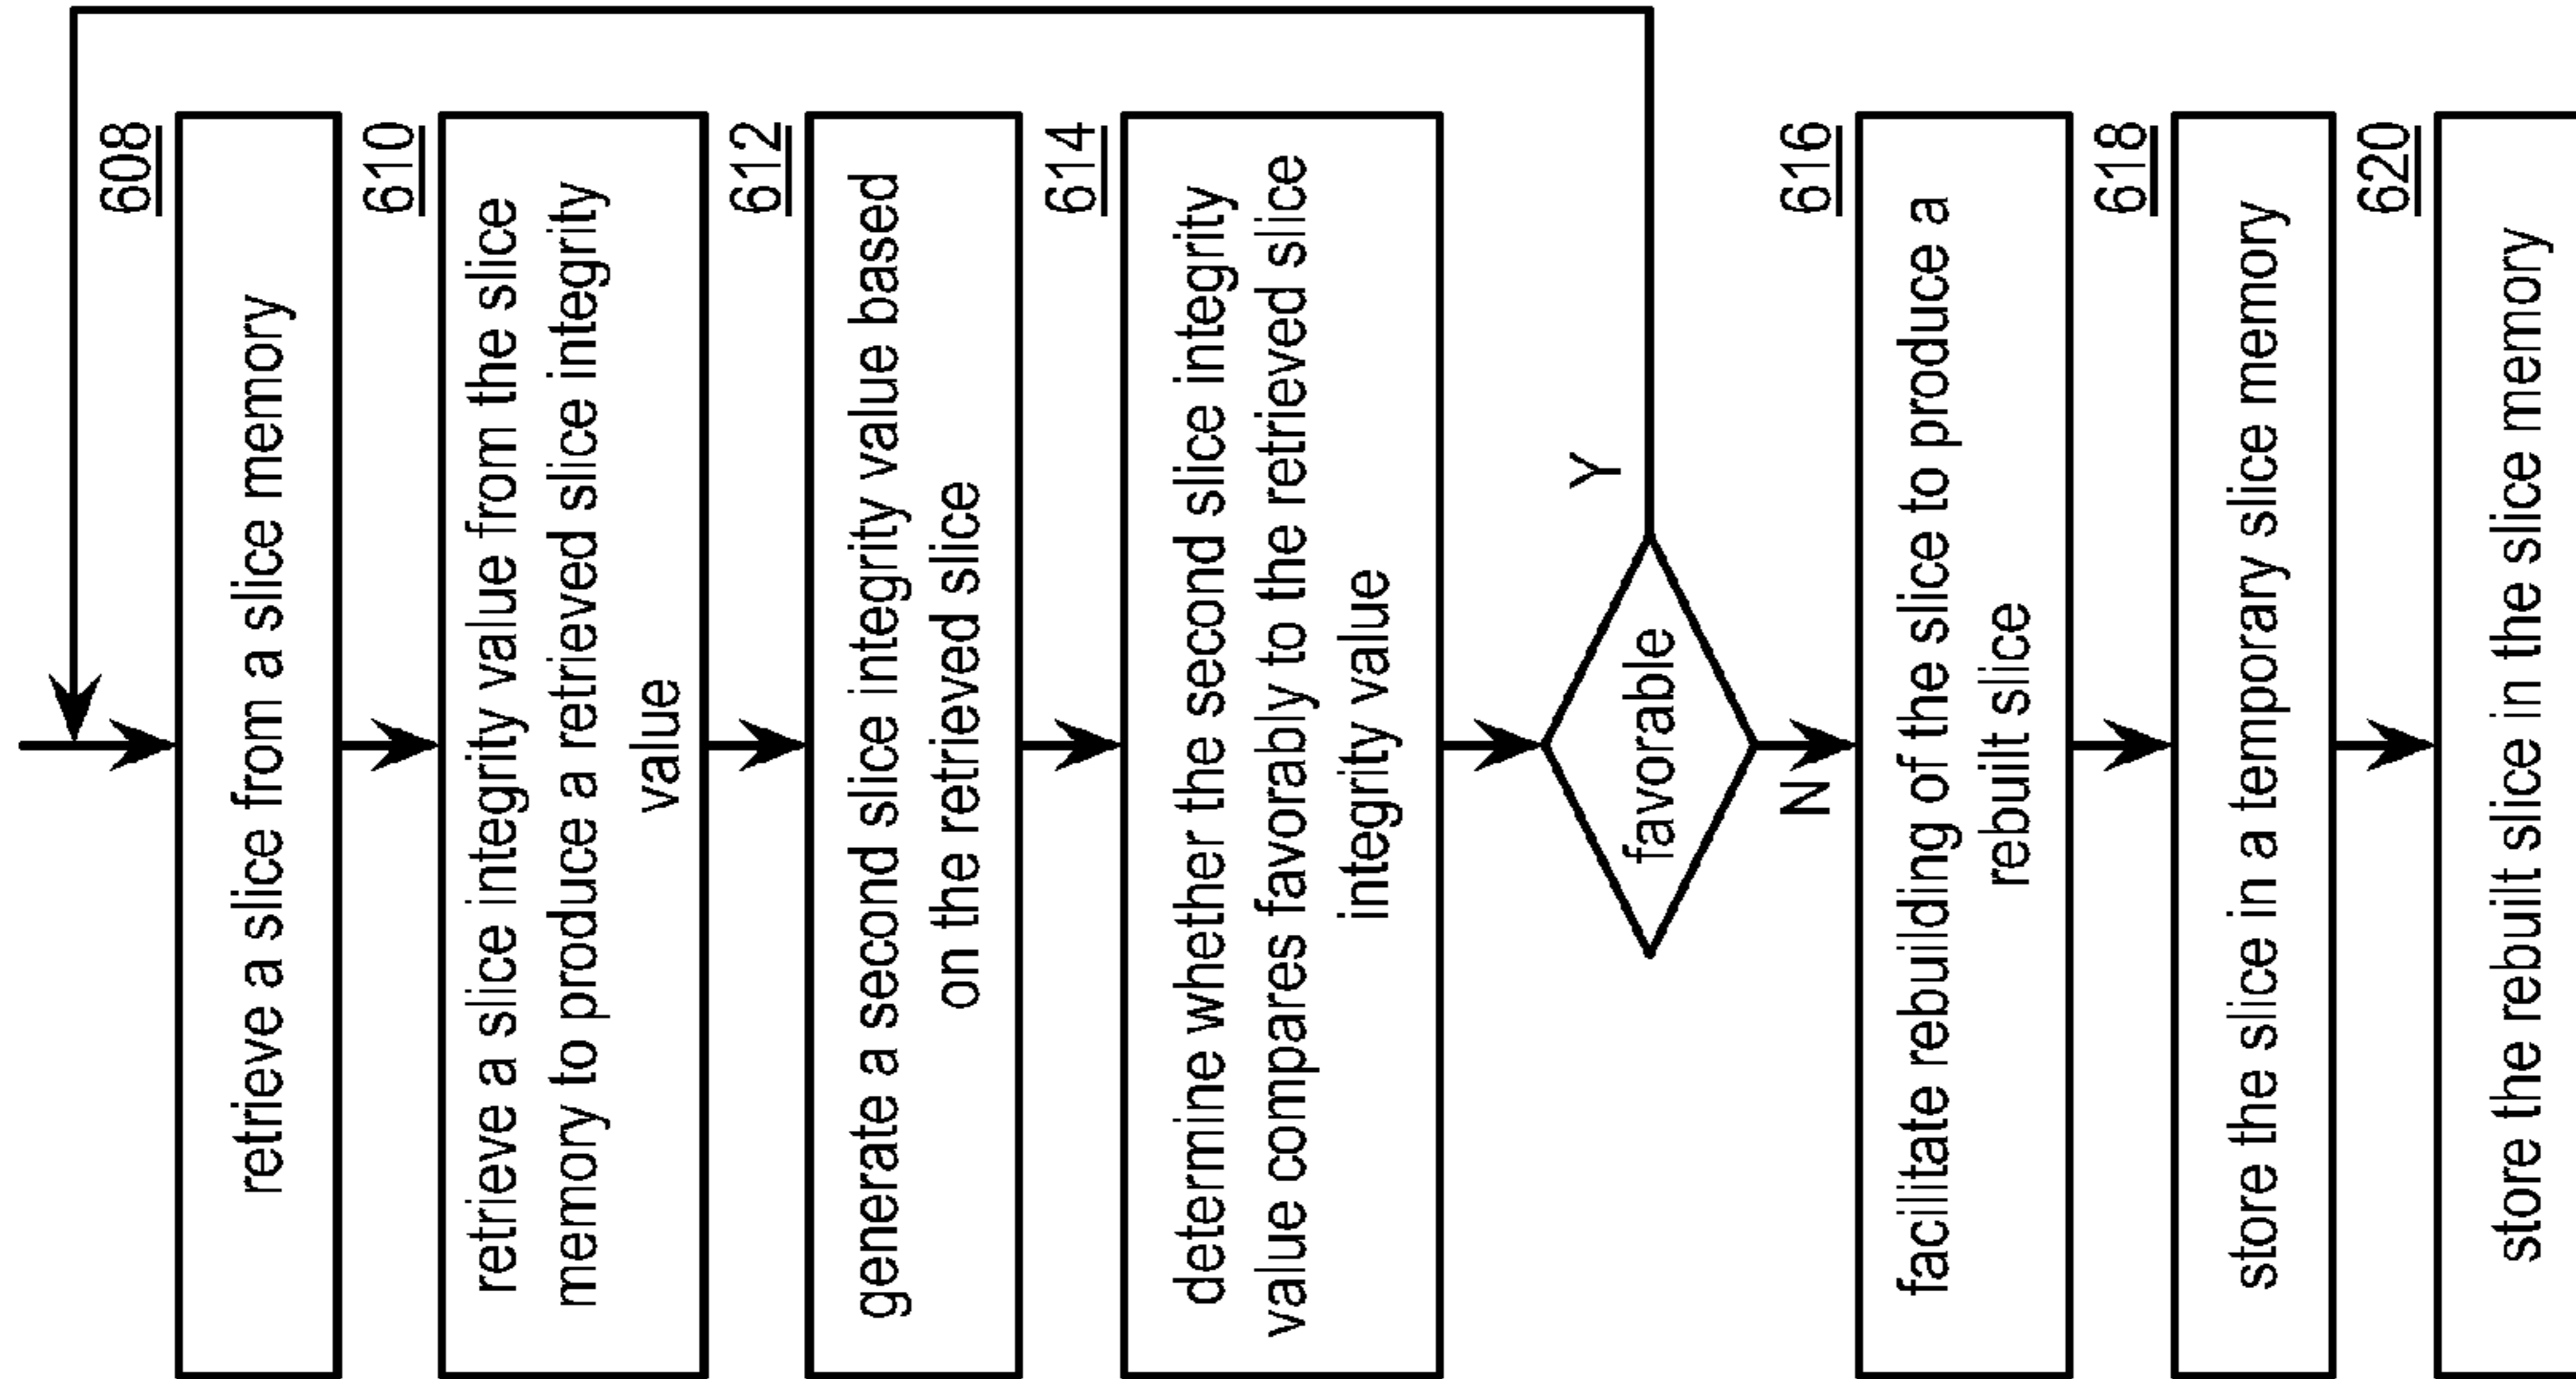 608
retrieve a slice from a slice memory
610
retrieve a slice integrity value from the slice
memory to produce a retrieved slice integrity
value
612
generate a second slice integrity value based
on the retrieved slice
614
determine whether the second slice integrity
value compares favorably to the retrieved slice
integrity value
favorable
Y
N
616
facilitate rebuilding of the slice to produce a
rebuilt slice
618
store the slice in a temporary slice memory
620
store the rebuilt slice in the slice memory